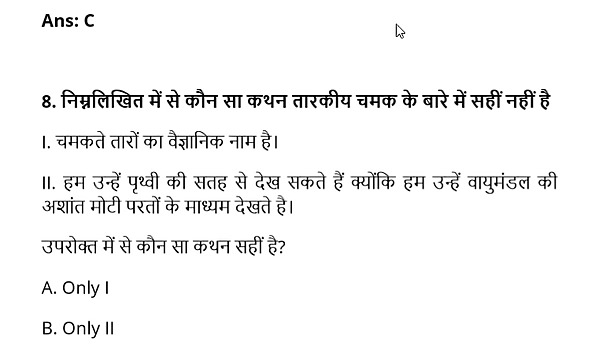 Ans: C
8. निम्नलिखित में से कौन सा कथन तारकीय चमक के बारे में सहीं नहीं है
I. चमकते तारों का वैज्ञानिक नाम है।
II. हम उन्हें पृथ्वी की सतह से देख सकते हैं क्योंकि हम उन्हें वायुमंडल की
अशांत मोटी परतों के माध्यम देखते है।
उपरोक्त में से कौन सा कथन सहीं है?
A. Only I
B. Only II